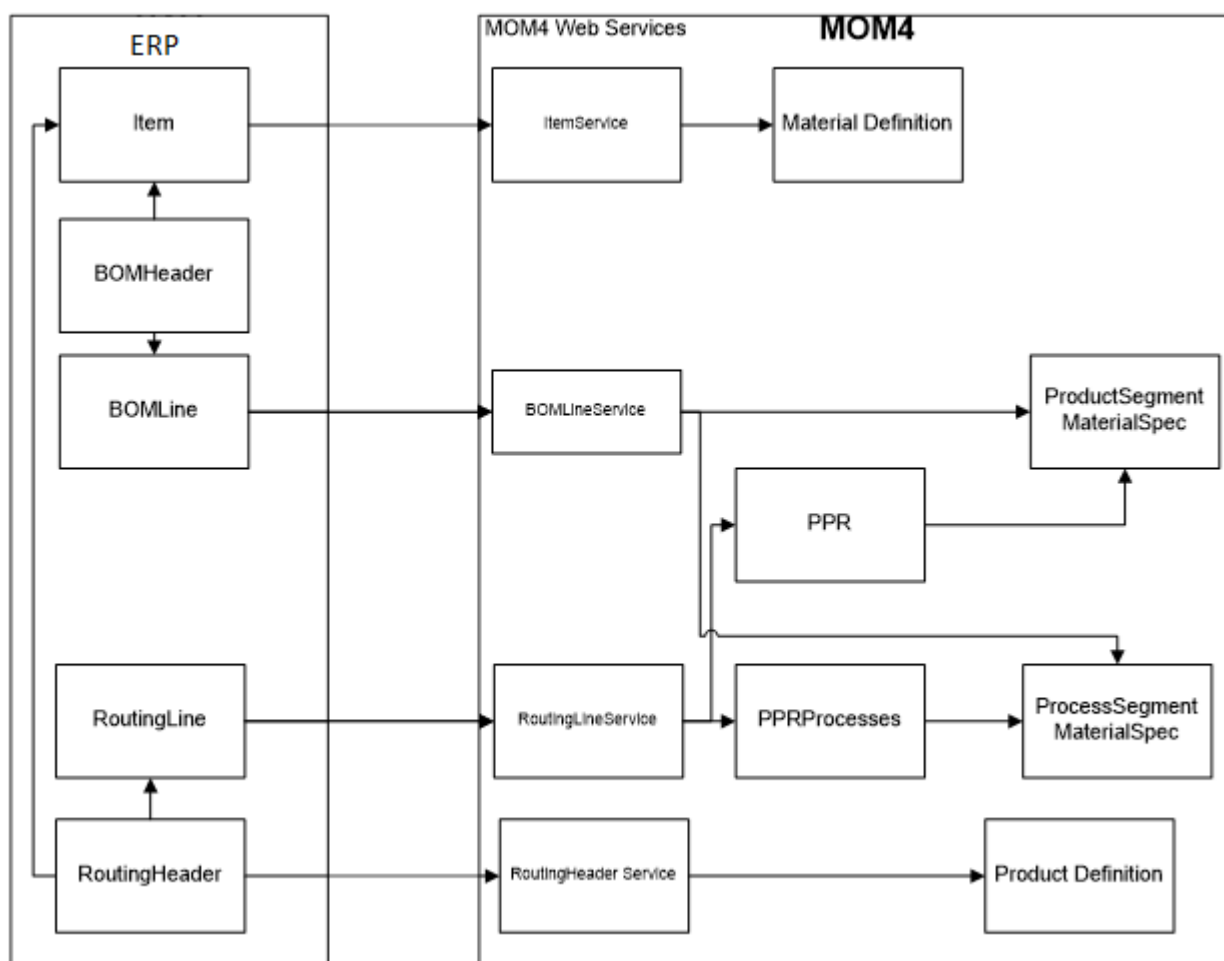 ERP
MOM4 Web Services
MOM4
Item
ItemService
Material Definition
BOMHeader
BOMLine
BOMLineService
ProductSegment
MaterialSpec
PPR
RoutingLine
RoutingLineService
PPRProcesses
ProcessSegment
MaterialSpec
RoutingHeader
RoutingHeader Service
Product Definition